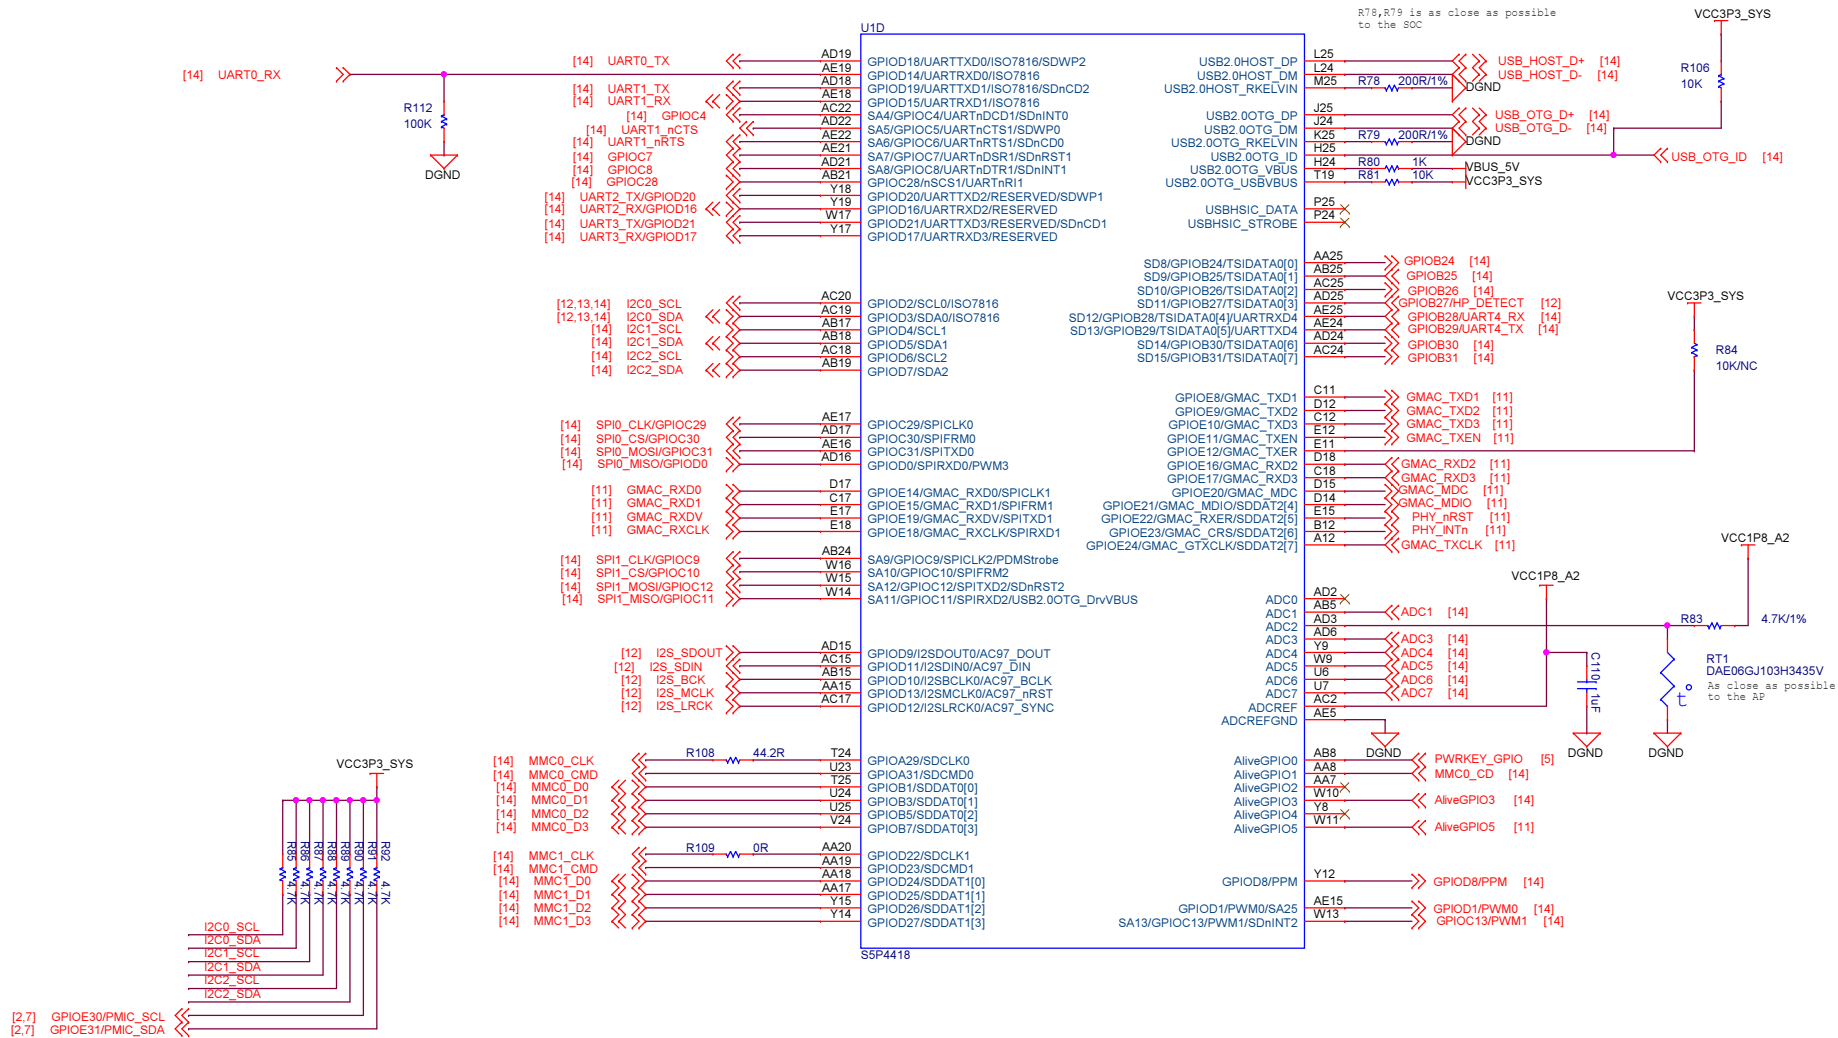 R78,R79 is as close as possible
to the SOC
VCC3P3_SYS
U1D
[14] UART0_TX AD19 GPIOD18/UARTTXD0/ISO7816/SDWP2
[14] UART0_RX AE19 GPIOD14/UARTRXD0/ISO7816
[14] UART1_TX AD18 GPIOD19/UARTTXD1/ISO7816/SDnCD2
[14] UART1_RX AE18 GPIOD15/UARTRXD1/ISO7816
[14] GPIOC4 AC22 SA4/GPIOC4/UARTnDCD1/SDnINT0
[14] UART1_nCTS AD22 SA5/GPIOC5/UARTnCTS1/SDWP0
[14] UART1_nRTS AE22 SA6/GPIOC6/UARTnRTS1/SDnCD0
[14] GPIOC7 AE21 SA7/GPIOC7/UARTnDSR1/SDnRST1
[14] GPIOC8 AD21 SA8/GPIOC8/UARTnDTR1/SDnINT1
[14] GPIOC28 AB21 GPIOC28/nSCS1/UARTnRI1
[14] UART2_TX/GPIOD20 Y18 GPIOD20/UARTTXD2/RESERVED/SDWP1
[14] UART2_RX/GPIOD16 Y19 GPIOD16/UARTRXD2/RESERVED
[14] UART3_TX/GPIOD21 W17 GPIOD21/UARTTXD3/RESERVED/SDnCD1
[14] UART3_RX/GPIOD17 Y17 GPIOD17/UARTRXD3/RESERVED
R112
100K
DGND
[12,13,14] I2C0_SCL AC20 GPIOD2/SCL0/ISO7816
[12,13,14] I2C0_SDA AC19 GPIOD3/SDA0/ISO7816
[14] I2C1_SCL AB17 GPIOD4/SCL1
[14] I2C1_SDA AB18 GPIOD5/SDA1
[14] I2C2_SCL AC18 GPIOD6/SCL2
[14] I2C2_SDA AB19 GPIOD7/SDA2
[14] SPI0_CLK/GPIOC29 AE17 GPIOC29/SPICLK0
[14] SPI0_CS/GPIOC30 AD17 GPIOC30/SPIFRM0
[14] SPI0_MOSI/GPIOC31 AE16 GPIOC31/SPITXD0
[14] SPI0_MISO/GPIOD0 AD16 GPIOD0/SPIRXD0/PWM3
[11] GMAC_RXD0 D17 GPIOE14/GMAC_RXD0/SPICLK1
[11] GMAC_RXD1 C17 GPIOE15/GMAC_RXD1/SPIFRM1
[11] GMAC_RXDV E17 GPIOE19/GMAC_RXDV/SPITXD1
[11] GMAC_RXCLK E18 GPIOE18/GMAC_RXCLK/SPIRXD1
[14] SPI1_CLK/GPIOC9 AB24 SA9/GPIOC9/SPICLK2/PDMStrobe
[14] SPI1_CS/GPIOC10 W16 SA10/GPIOC10/SPIFRM2
[14] SPI1_MOSI/GPIOC12 W15 SA12/GPIOC12/SPITXD2/SDnRST2
[14] SPI1_MISO/GPIOC11 W14 SA11/GPIOC11/SPIRXD2/USB2.0OTG_DrvVBUS
[12] I2S_SDOUT AD15 GPIOD9/I2SDOUT0/AC97_DOUT
[12] I2S_SDIN AC15 GPIOD11/I2SDIN0/AC97_DIN
[12] I2S_BCK AB15 GPIOD10/I2SBCLK0/AC97_BCLK
[12] I2S_MCLK AA15 GPIOD13/I2SMCLK0/AC97_nRST
[12] I2S_LRCK AC17 GPIOD12/I2SLRCK0/AC97_SYNC
[14] MMC0_CLK R108 44.2R T24 GPIOA29/SDCLK0
[14] MMC0_CMD U23 GPIOA31/SDCMD0
[14] MMC0_D0 T25 GPIOB1/SDDAT0[0]
[14] MMC0_D1 U24 GPIOB3/SDDAT0[1]
[14] MMC0_D2 U25 GPIOB5/SDDAT0[2]
[14] MMC0_D3 V24 GPIOB7/SDDAT0[3]
[14] MMC1_CLK R109 0R AA20 GPIOD22/SDCLK1
[14] MMC1_CMD AA19 GPIOD23/SDCMD1
[14] MMC1_D0 AA18 GPIOD24/SDDAT1[0]
[14] MMC1_D1 AA17 GPIOD25/SDDAT1[1]
[14] MMC1_D2 Y15 GPIOD26/SDDAT1[2]
[14] MMC1_D3 Y14 GPIOD27/SDDAT1[3]
S5P4418
USB2.0HOST_DP L25 USB_HOST_D+ [14]
USB2.0HOST_DM L24 USB_HOST_D- [14]
USB2.0HOST_RKELVIN M25 R78 200R/1% DGND
USB2.0OTG_DP J25 USB_OTG_D+ [14]
USB2.0OTG_DM J24 USB_OTG_D- [14]
USB2.0OTG_RKELVIN K25 R79 200R/1% DGND
USB2.0OTG_ID H25 USB_OTG_ID [14]
USB2.0OTG_VBUS H24 R80 1K VBUS_5V
USB2.0OTG_USBVBUS T19 R81 10K VCC3P3_SYS
R106
10K
USBHSIC_DATA P25
USBHSIC_STROBE P24
SD8/GPIOB24/TSIDATA0[0] AA25 GPIOB24 [14]
SD9/GPIOB25/TSIDATA0[1] AB25 GPIOB25 [14]
SD10/GPIOB26/TSIDATA0[2] AC25 GPIOB26 [14]
SD11/GPIOB27/TSIDATA0[3] AD25 GPIOB27/HP_DETECT [12]
SD12/GPIOB28/TSIDATA0[4]/UARTRXD4 AE25 GPIOB28/UART4_RX [14]
SD13/GPIOB29/TSIDATA0[5]/UARTTXD4 AE24 GPIOB29/UART4_TX [14]
SD14/GPIOB30/TSIDATA0[6] AD24 GPIOB30 [14]
SD15/GPIOB31/TSIDATA0[7] AC24 GPIOB31 [14]
VCC3P3_SYS
R84
10K/NC
GPIOE8/GMAC_TXD1 C11 GMAC_TXD1 [11]
GPIOE9/GMAC_TXD2 D12 GMAC_TXD2 [11]
GPIOE10/GMAC_TXD3 C12 GMAC_TXD3 [11]
GPIOE11/GMAC_TXEN E12 GMAC_TXEN [11]
GPIOE12/GMAC_TXER E11
GPIOE16/GMAC_RXD2 D18 GMAC_RXD2 [11]
GPIOE17/GMAC_RXD3 C18 GMAC_RXD3 [11]
GPIOE20/GMAC_MDC D15 GMAC_MDC [11]
GPIOE21/GMAC_MDIO/SDDAT2[4] D14 GMAC_MDIO [11]
GPIOE22/GMAC_RXER/SDDAT2[5] E15 PHY_nRST [11]
GPIOE23/GMAC_CRS/SDDAT2[6] B12 PHY_INTn [11]
GPIOE24/GMAC_GTXCLK/SDDAT2[7] A12 GMAC_TXCLK [11]
VCC1P8_A2
VCC1P8_A2
ADC0 AD2
ADC1 AB5 ADC1 [14]
ADC2 AD3 R83 4.7K/1%
ADC3 AD6 ADC3 [14]
ADC4 Y9 ADC4 [14]
ADC5 W9 ADC5 [14]
ADC6 U6 ADC6 [14]
ADC7 U7 ADC7 [14]
ADCREF AC2
ADCREFGND AE5
C110 1uF
RT1
DAE06GJ103H3435V
As close as possible
to the AP
t°
DGND DGND DGND
AliveGPIO0 AB8 PWRKEY_GPIO [5]
AliveGPIO1 AA8 MMC0_CD [14]
AliveGPIO2 AA7
AliveGPIO3 W10 AliveGPIO3 [14]
AliveGPIO4 Y8
AliveGPIO5 W11 AliveGPIO5 [11]
GPIOD8/PPM Y12 GPIOD8/PPM [14]
GPIOD1/PWM0/SA25 AE15 GPIOD1/PWM0 [14]
SA13/GPIOC13/PWM1/SDnINT2 W13 GPIOC13/PWM1 [14]
VCC3P3_SYS
R85 R86 R87 R88 R89 R90 R91 R92
4.7K 4.7K 4.7K 4.7K 4.7K 4.7K 4.7K 4.7K
I2C0_SCL
I2C0_SDA
I2C1_SCL
I2C1_SDA
I2C2_SCL
I2C2_SDA
[2,7] GPIOE30/PMIC_SCL
[2,7] GPIOE31/PMIC_SDA